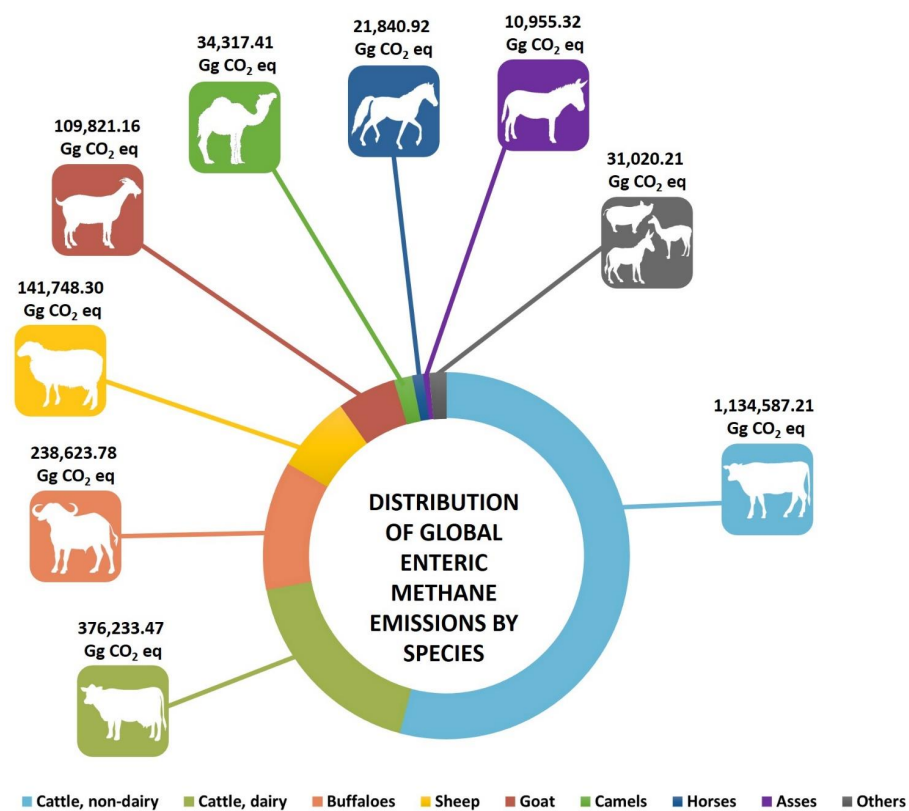 34,317.41
Gg CO₂ eq
21,840.92
Gg CO₂ eq
10,955.32
Gg CO₂ eq
109,821.16
Gg CO₂ eq
31,020.21
Gg CO₂ eq
141,748.30
Gg CO₂ eq
1,134,587.21
Gg CO₂ eq
238,623.78
Gg CO₂ eq
376,233.47
Gg CO₂ eq
DISTRIBUTION
OF GLOBAL
ENTERIC
METHANE
EMISSIONS BY
SPECIES
Cattle, non-dairy Cattle, dairy Buffaloes Sheep Goat Camels Horses Asses Others